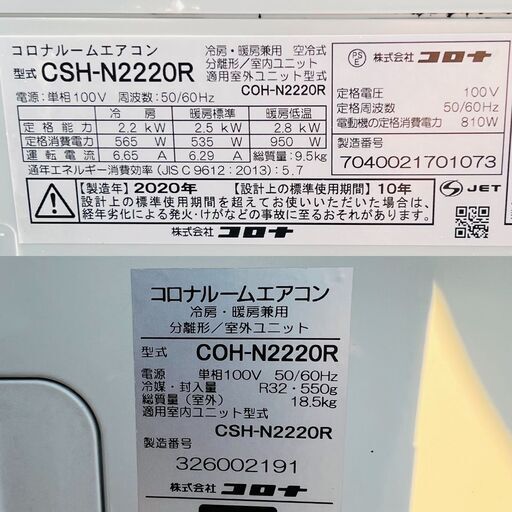 コロナルームエアコン
冷房・暖房兼用 空冷式
型式 CSH-N2220R
分離形/室内ユニット
適用室外ユニット型式
COH-N2220R
電源:単相100V 周波数:50/60Hz
冷 房 暖房標準 暖房低温
定格能力 2.2 kW 2.5 kW 2.8 kW
定格消費電力 565 W 535 W 950 W
運転電流 6.65 A 6.29 A 総質量:9.5kg
通年エネルギー消費効率(JIS C 9612:2013):5.7
PSE 株式会社 コロナ
定格電圧 100V
定格周波数 50/60Hz
電動機の定格消費電力 810W
製造番号
7040021701073
【製造年】2020年 【設計上の標準使用期間】10年
設計上の標準使用期間を超えてお使いいただいた場合は、
経年劣化による発火・けがなどの事故に至るおそれがあります。
株式会社 コロナ
JET
コロナルームエアコン
冷房・暖房兼用
分離形/室外ユニット
型式 COH-N2220R
電源 単相100V 50/60Hz
冷媒・封入量 R32・550g
総質量(室外) 18.5kg
適用室内ユニット型式
CSH-N2220R
製造番号
326002191
株式会社 コロナ